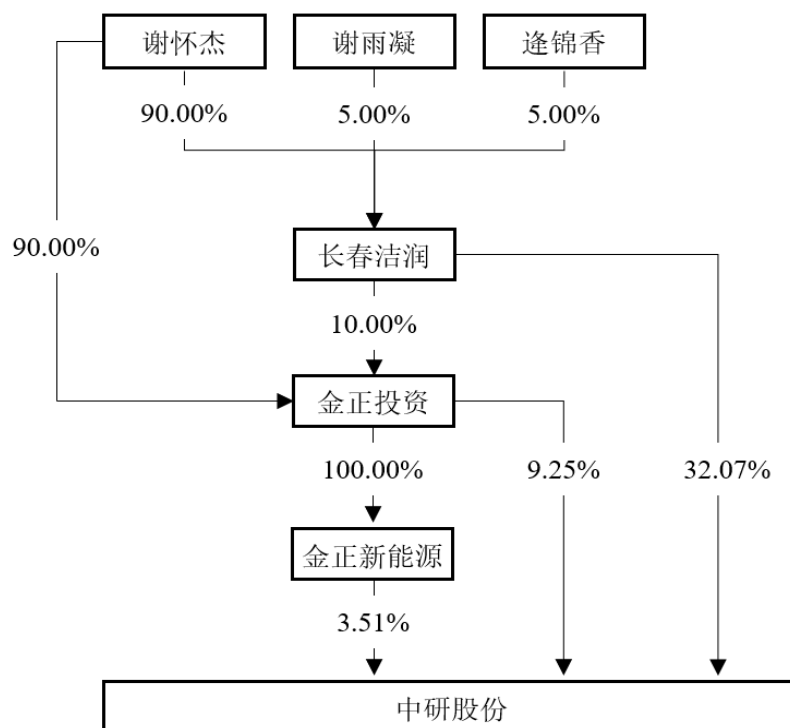 谢怀杰 谢雨凝 逄锦香
90.00% 5.00% 5.00%
90.00%
长春洁润
10.00%
金正投资
100.00% 9.25% 32.07%
金正新能源
3.51%
中研股份